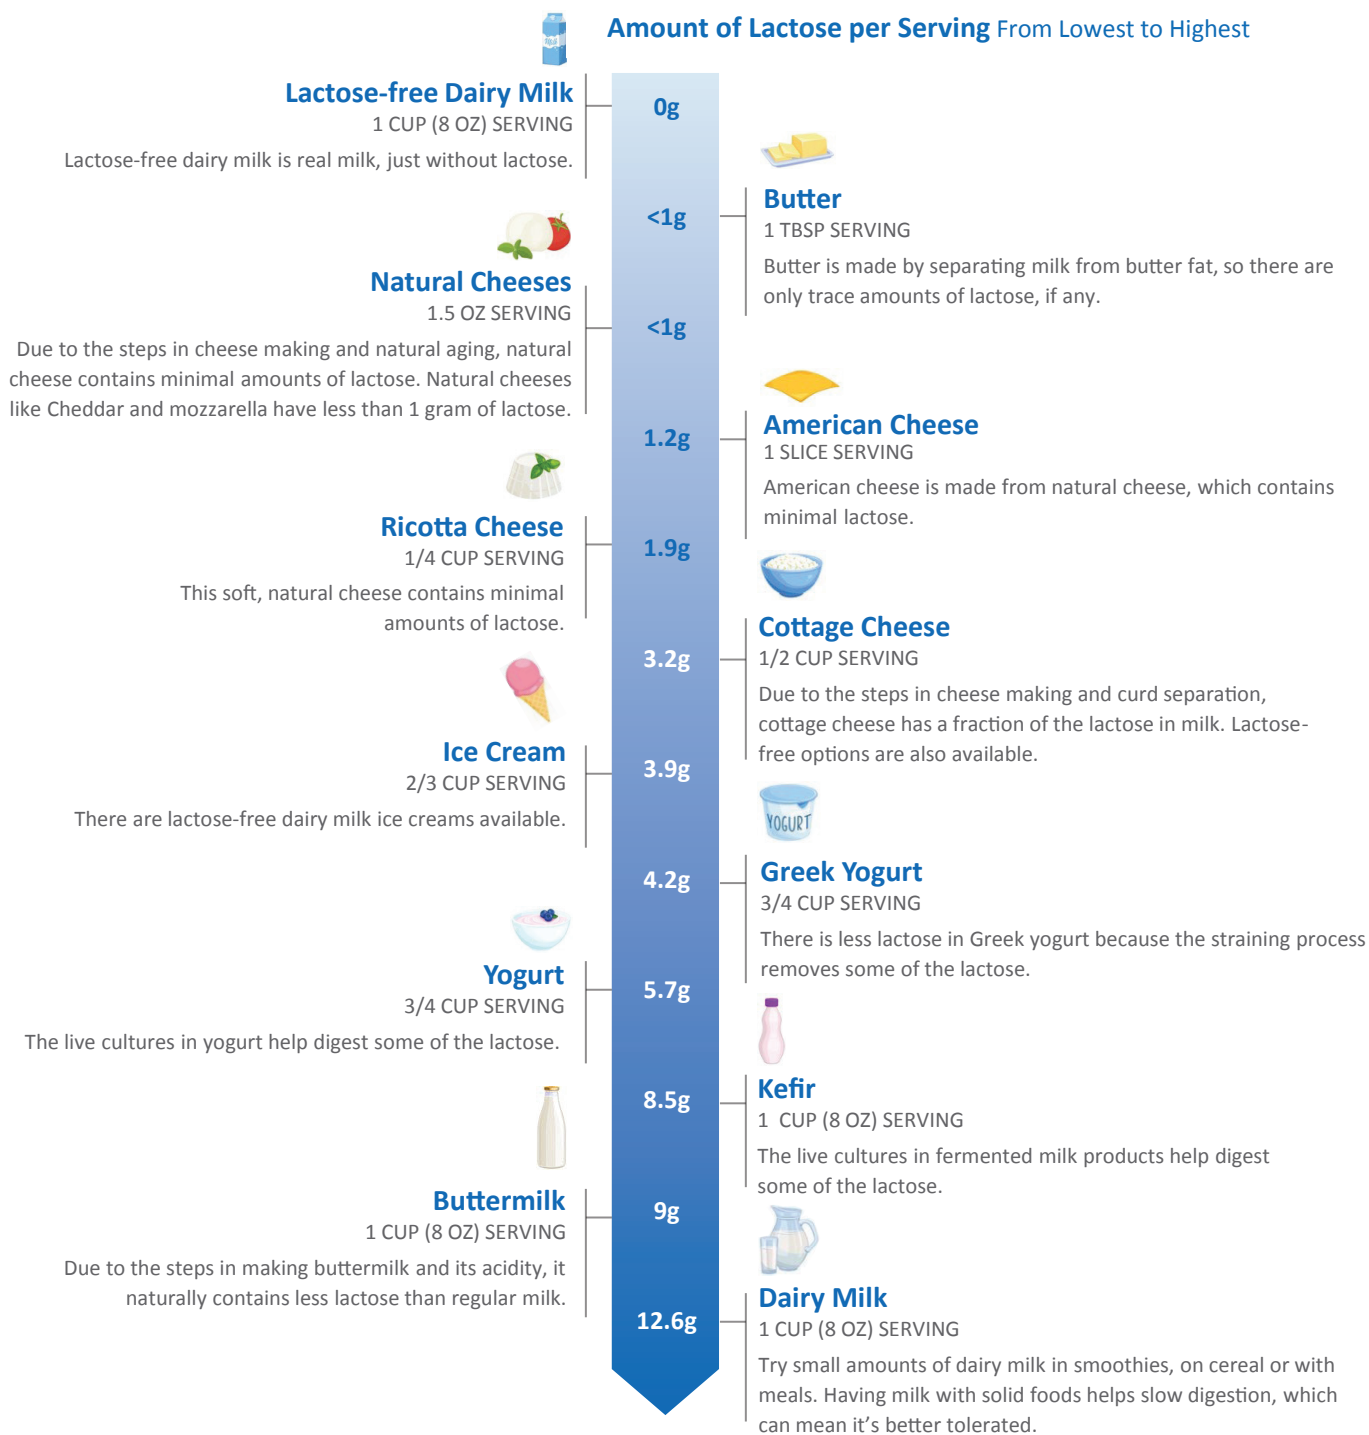 Amount of Lactose per Serving From Lowest to Highest
Lactose-free Dairy Milk
1 CUP (8 OZ) SERVING
Lactose-free dairy milk is real milk, just without lactose.
0g
Butter
1 TBSP SERVING
Butter is made by separating milk from butter fat, so there are
only trace amounts of lactose, if any.
<1g
Natural Cheeses
1.5 OZ SERVING
Due to the steps in cheese making and natural aging, natural
cheese contains minimal amounts of lactose. Natural cheeses
like Cheddar and mozzarella have less than 1 gram of lactose.
<1g
American Cheese
1 SLICE SERVING
American cheese is made from natural cheese, which contains
minimal lactose.
1.2g
Ricotta Cheese
1/4 CUP SERVING
This soft, natural cheese contains minimal
amounts of lactose.
1.9g
Cottage Cheese
1/2 CUP SERVING
Due to the steps in cheese making and curd separation,
cottage cheese has a fraction of the lactose in milk. Lactose-
free options are also available.
3.2g
Ice Cream
2/3 CUP SERVING
There are lactose-free dairy milk ice creams available.
3.9g
YOGURT
Greek Yogurt
3/4 CUP SERVING
There is less lactose in Greek yogurt because the straining process
removes some of the lactose.
4.2g
Yogurt
3/4 CUP SERVING
The live cultures in yogurt help digest some of the lactose.
5.7g
Kefir
1 CUP (8 OZ) SERVING
The live cultures in fermented milk products help digest
some of the lactose.
8.5g
Buttermilk
1 CUP (8 OZ) SERVING
Due to the steps in making buttermilk and its acidity, it
naturally contains less lactose than regular milk.
9g
Dairy Milk
1 CUP (8 OZ) SERVING
Try small amounts of dairy milk in smoothies, on cereal or with
meals. Having milk with solid foods helps slow digestion, which
can mean it's better tolerated.
12.6g